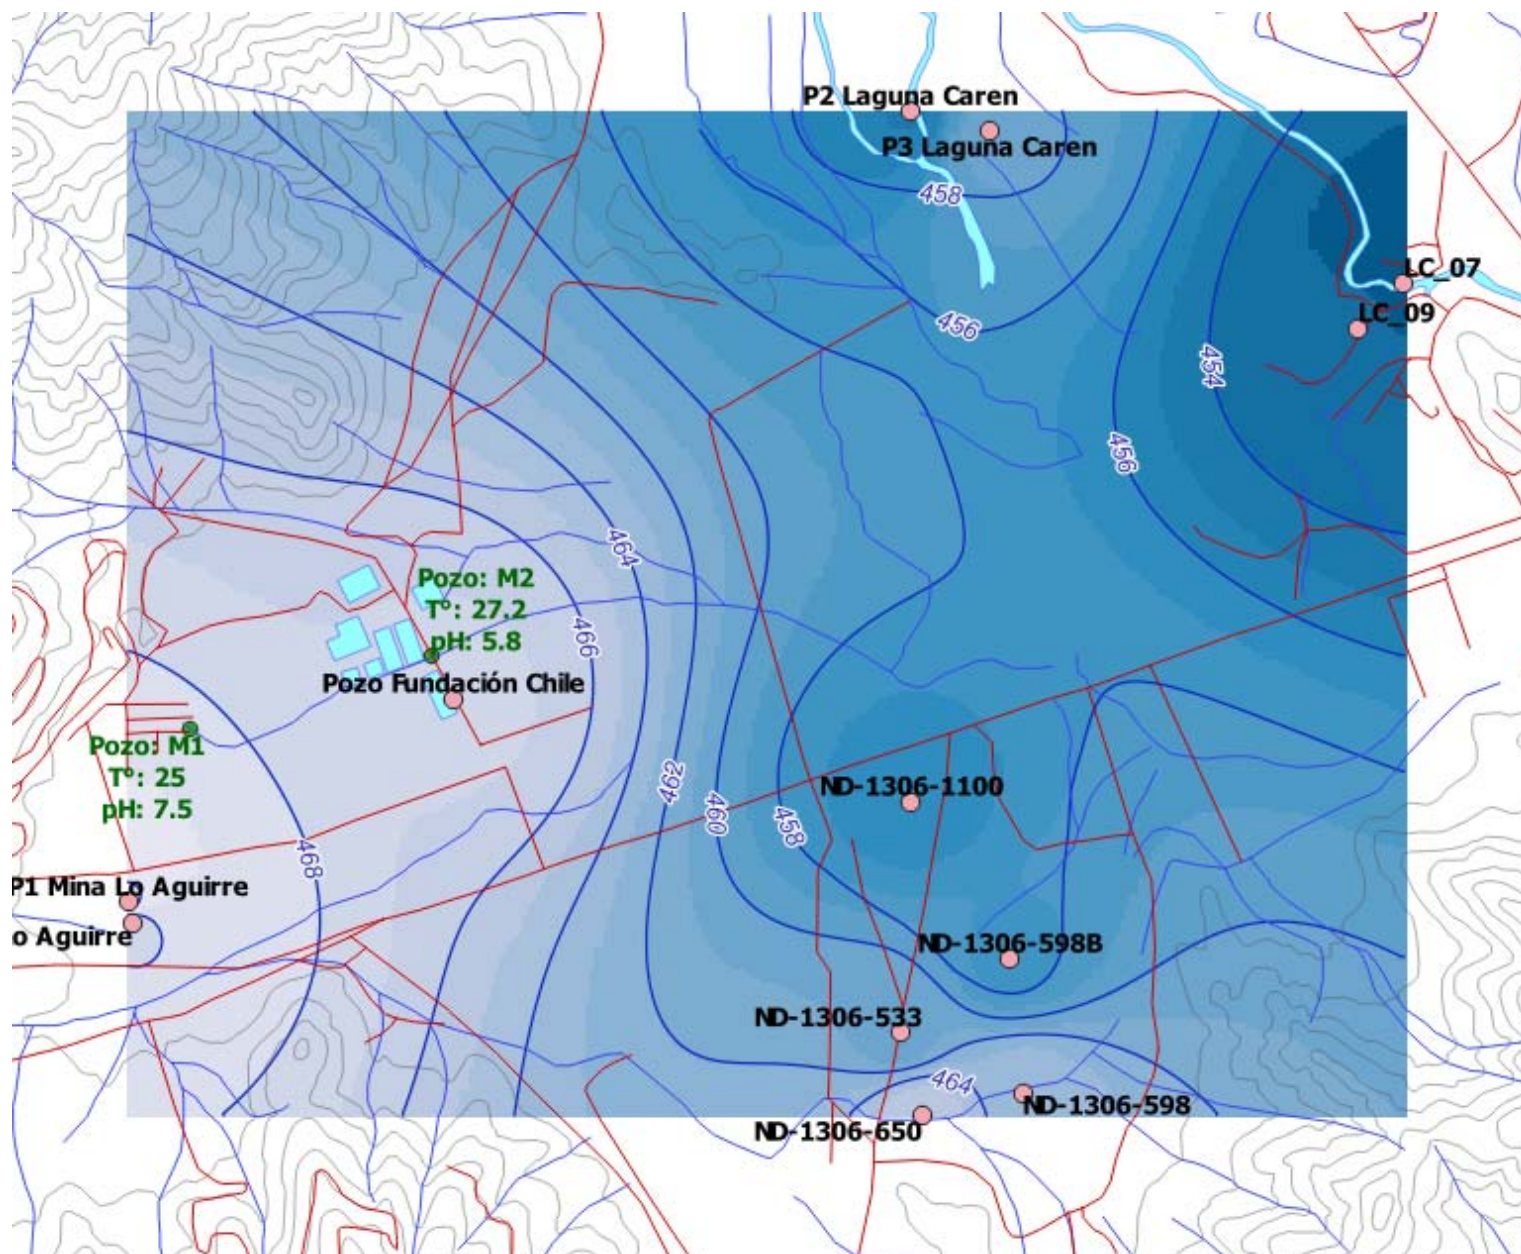 P2 Laguna Caren
P3 Laguna Caren
458
LC_07
LC_09
456
454
456
464
Pozo: M2
T°: 27.2
pH: 5.8
466
Pozo Fundación Chile
Pozo: M1
T°: 25
pH: 7.5
462
460
458
ND-1306-1100
468
P1 Mina Lo Aguirre
o Aguirre
ND-1306-598B
ND-1306-533
464
ND-1306-598
ND-1306-650